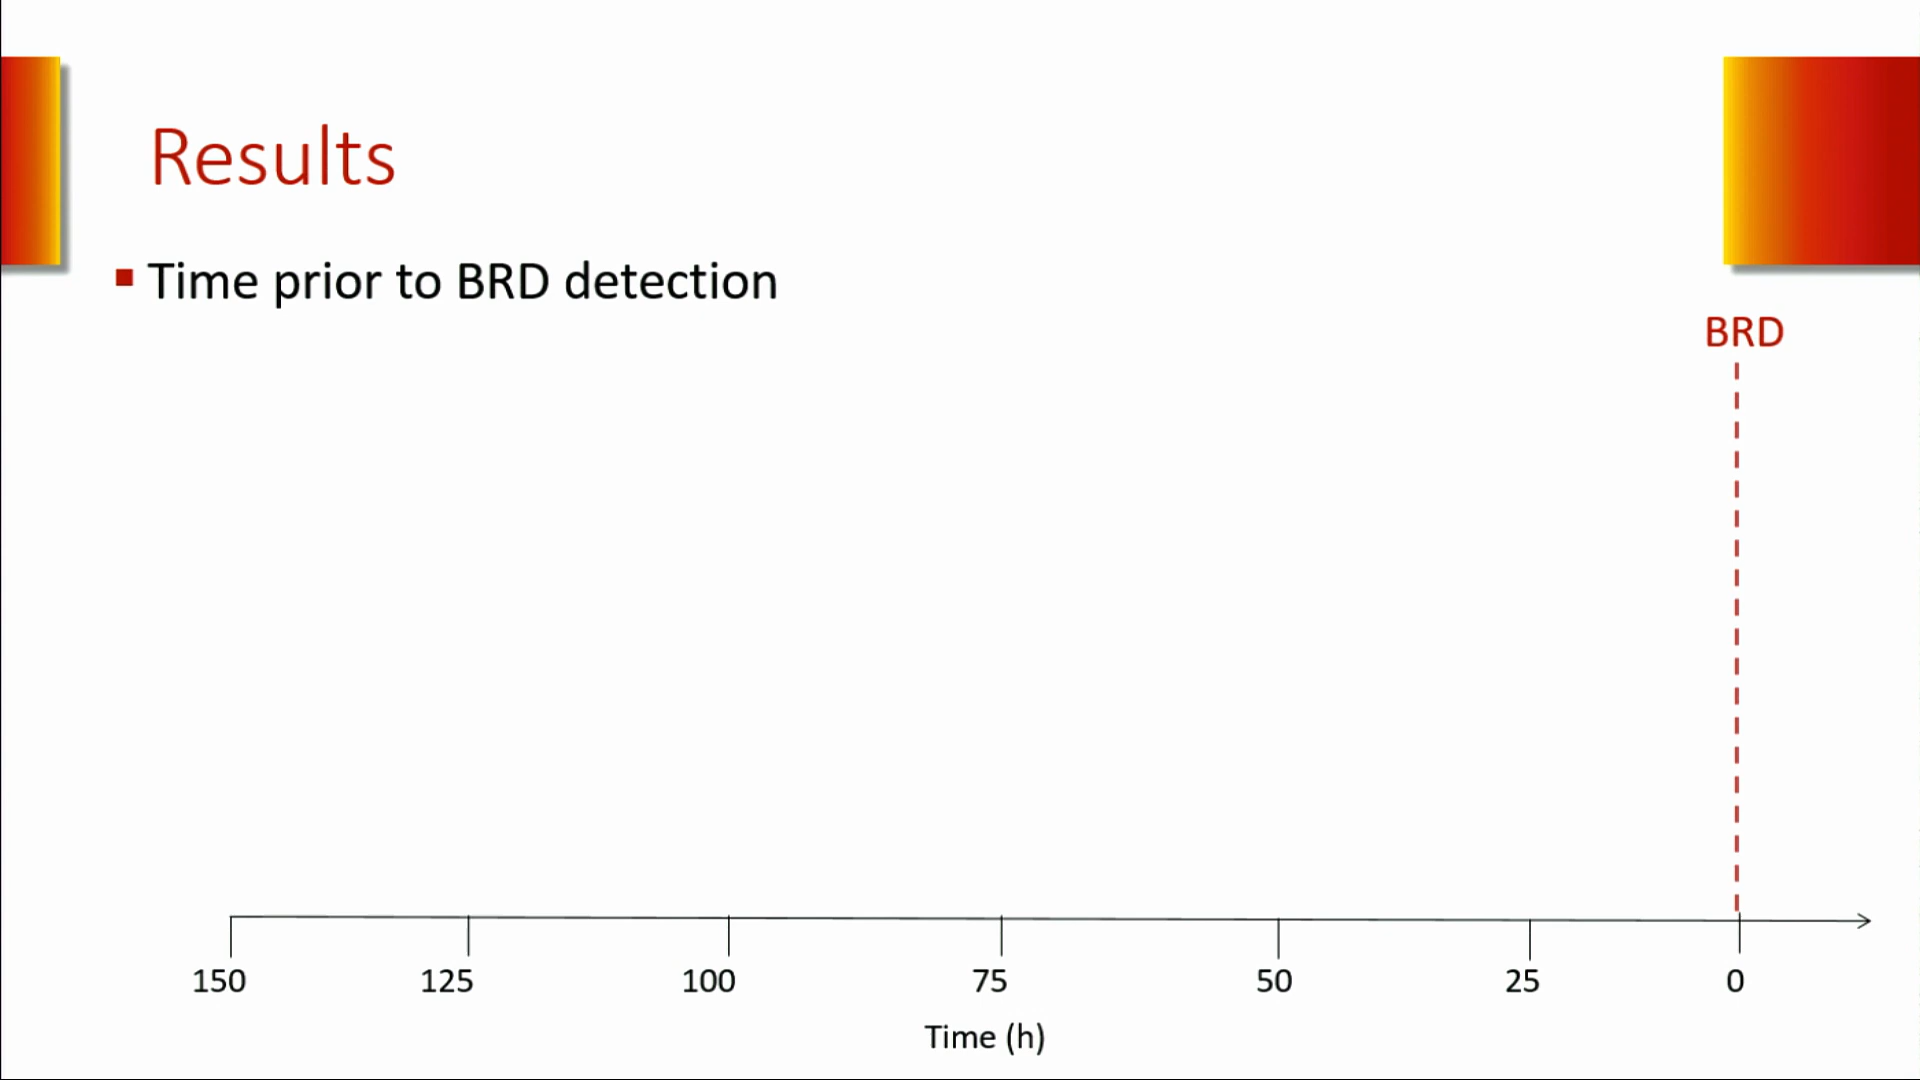 Results
Time prior to BRD detection
BRD
150 125 100 75 50 25 0
Time (h)